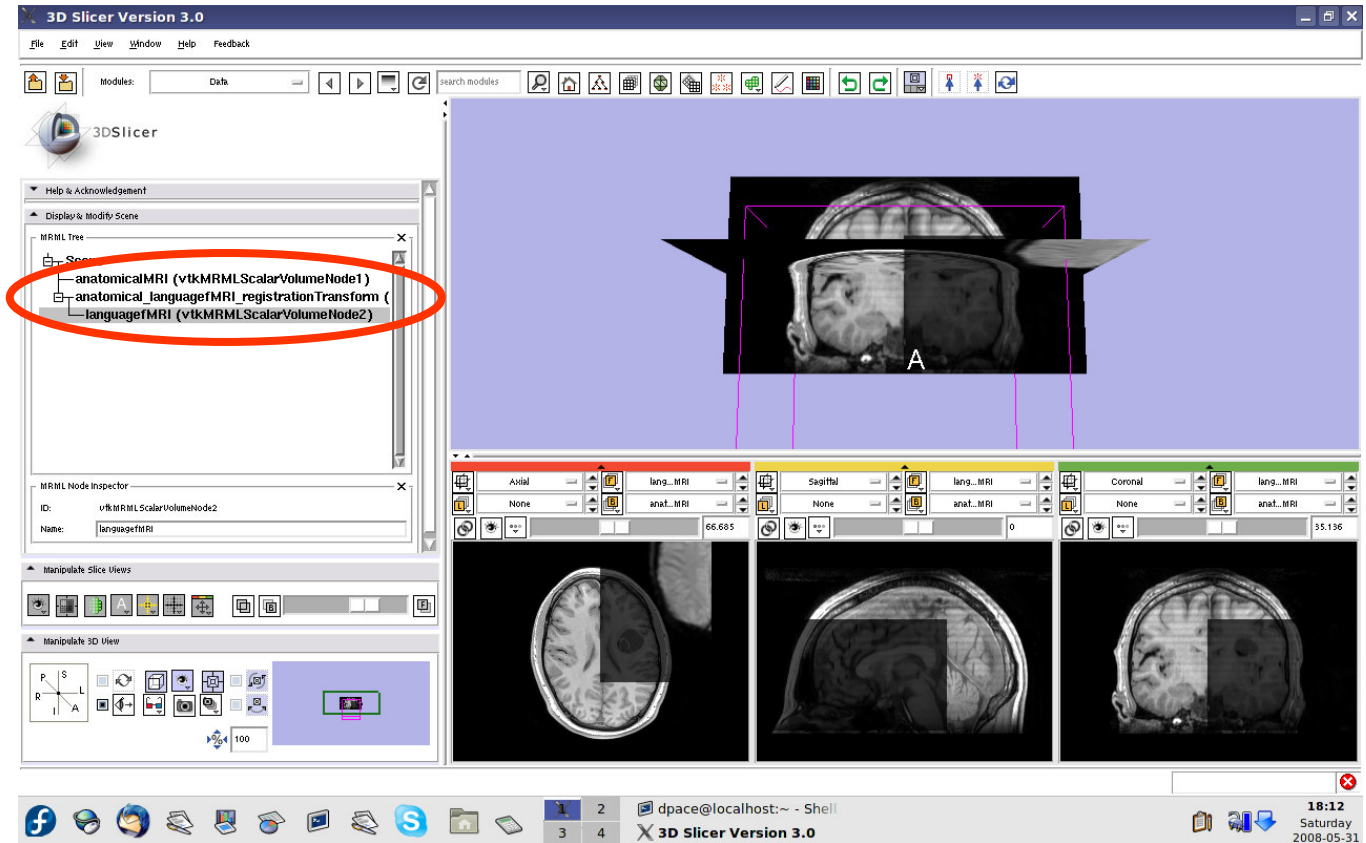 3D Slicer Version 3.0
File Edit View Window Help Feedback
Modules: Data search modules
3DSlicer
Help & Acknowledgement
Display & Modify Scene
MRML Tree
anatomicalMRI (vtkMRMLScalarVolumeNode1)
anatomical_languagefMRI_registrationTransform (
languagefMRI (vtkMRMLScalarVolumeNode2)
MRML Node Inspector
ID: vtkMRMLScalarVolumeNode2
Name: languagefMRI
Manipulate Slice Views
Manipulate 3D View
P S
R L
I A
100
A
Axial lang...MRI
None anat...MRI
66.685
Sagittal lang...MRI
None anat...MRI
0
Coronal lang...MRI
None anat...MRI
35.136
1 2
3 4
dpace@localhost:~ - Shell
3D Slicer Version 3.0
18:12
Saturday
2008-05-31